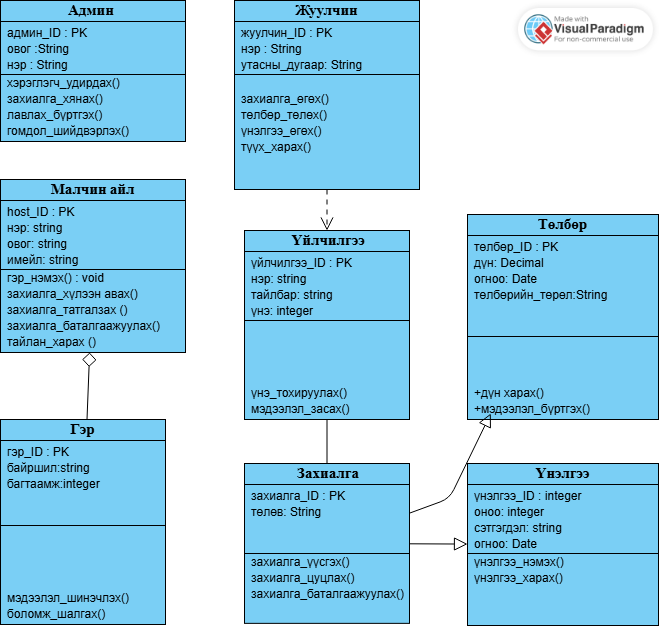 Админ
админ_ID : PK
овог :String
нэр : String
хэрэглэгч_удирдах()
захиалга_хянах()
лавлах_бүртгэх()
гомдол_шийдвэрлэх()
Жуулчин
жуулчин_ID : PK
нэр : String
утасны_дугаар: String
захиалга_өгөх()
төлбөр_төлөх()
үнэлгээ_өгөх()
түүх_харах()
Made with
VisualParadigm
For non-commercial use
Малчин айл
host_ID : PK
нэр: string
овог: string
имейл: string
гэр_нэмэх() : void
захиалга_хүлээн авах()
захиалга_татгалзах ()
захиалга_баталгаажуулах()
тайлан_харах ()
Үйлчилгээ
үйлчилгээ_ID : PK
нэр: string
тайлбар: string
үнэ: integer
үнэ_тохируулах()
мэдээлэл_засах()
Төлбөр
төлбөр_ID : PK
дүн: Decimal
огноо: Date
төлбөрийн_төрөл:String
+дүн харах()
+мэдээлэл_бүртгэх()
Гэр
гэр_ID : PK
байршил:string
багтаамж:integer
мэдээлэл_шинэчлэх()
боломж_шалгах()
Захиалга
захиалга_ID : PK
төлөв: String
захиалга_үүсгэх()
захиалга_цуцлах()
захиалга_баталгаажуулах()
Үнэлгээ
үнэлгээ_ID : integer
оноо: integer
сэтгэгдэл: string
огноо: Date
үнэлгээ_нэмэх()
үнэлгээ_харах()